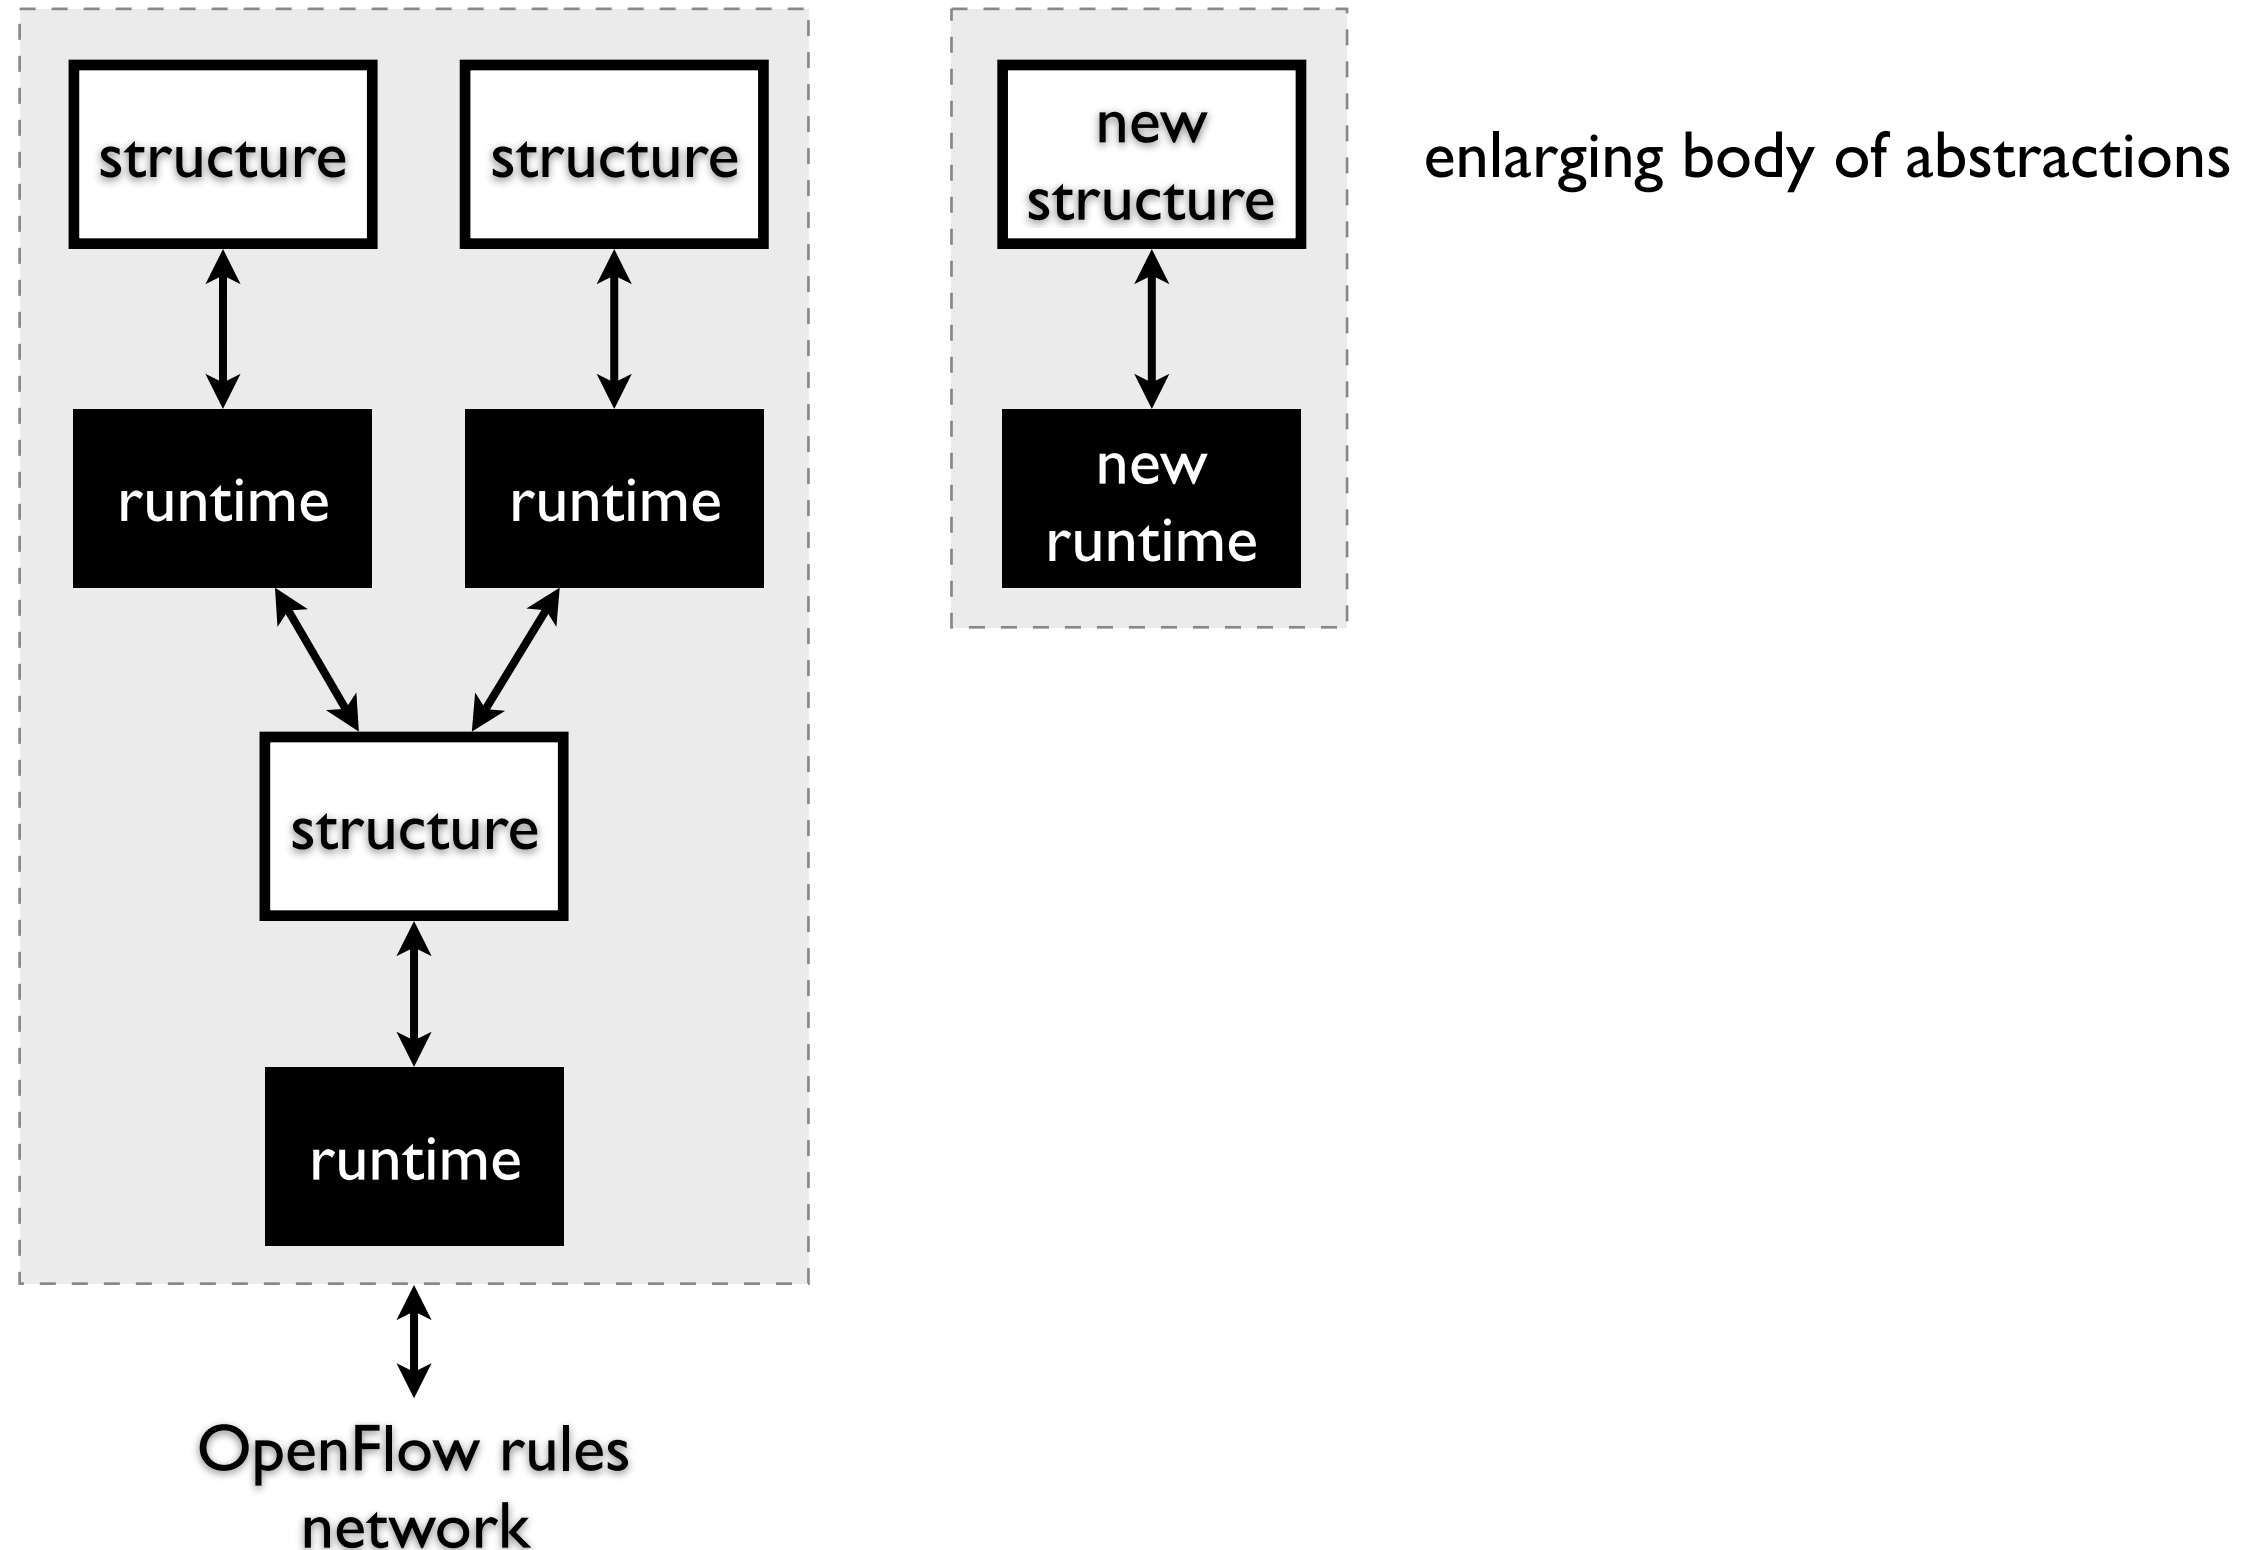 structure
structure
new
structure
enlarging body of abstractions
runtime
runtime
new
runtime
structure
runtime
OpenFlow rules
network